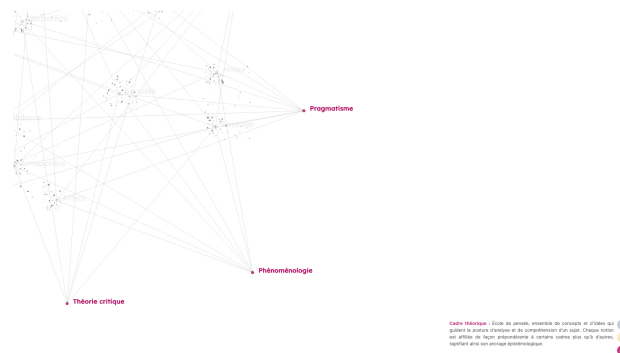 Pragmatisme
Phénoménologie
Théorie critique
Cadre théorique : École de pensée, ensemble de concepts et d'idées qui
guident la posture d'analyse et de compréhension d'un sujet. Chaque notion
est affiliée de façon prépondérante à certains cadres plus qu'à d'autres,
signifiant ainsi son ancrage épistémologique.